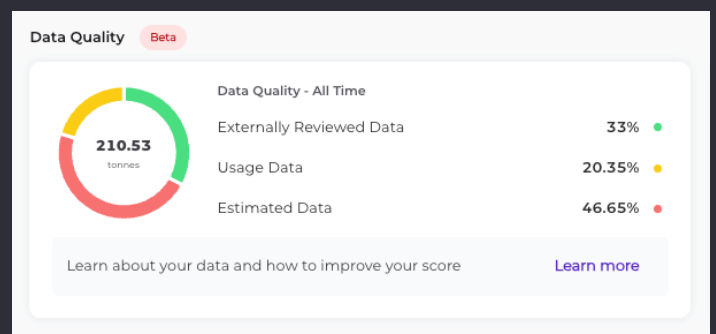 Data Quality Beta
Data Quality - All Time
210.53
tonnes
Externally Reviewed Data 33%
Usage Data 20.35%
Estimated Data 46.65%
Learn about your data and how to improve your score Learn more